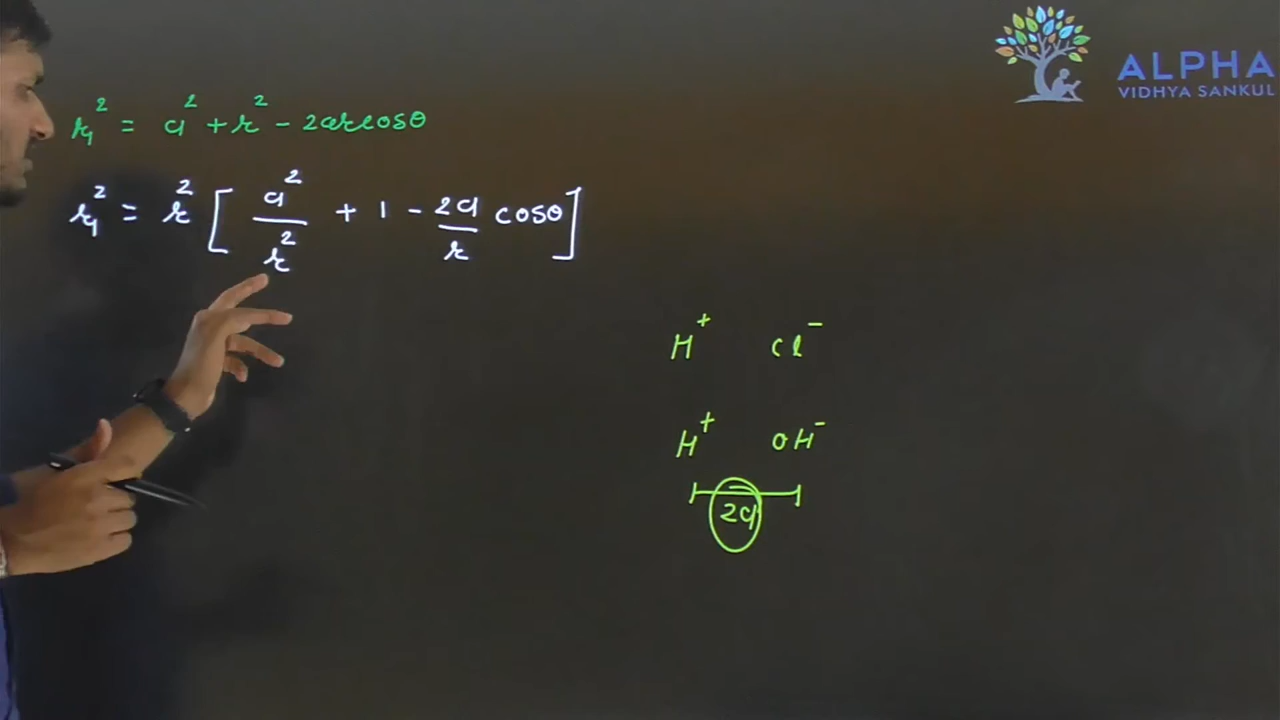 ALPHA
VIDHYA SANKUL
r₁² = a² + r² - 2ar cosθ
r₁² = r² [ a²/r² + 1 - 2a/r cosθ ]
H⁺ Cl⁻
H⁺ OH⁻
2a